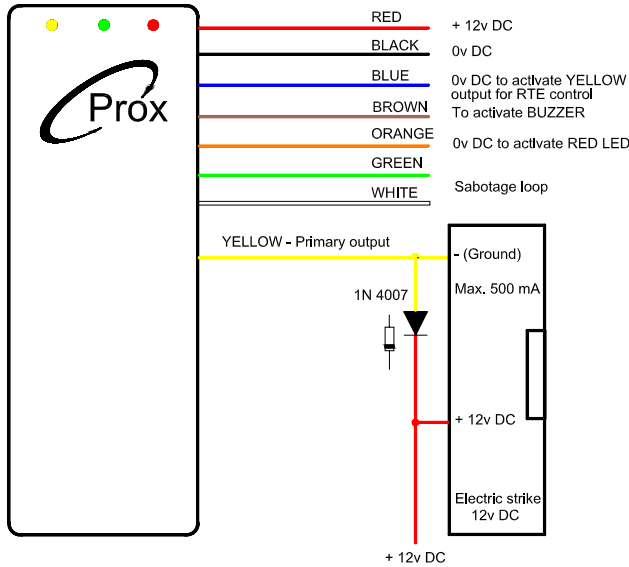 Prox
RED
+ 12v DC
BLACK
0v DC
BLUE
0v DC to activate YELLOW
output for RTE control
BROWN
To activate BUZZER
ORANGE
0v DC to activate RED LED
GREEN
WHITE
Sabotage loop
YELLOW - Primary output
- (Ground)
1N 4007
Max. 500 mA
+ 12v DC
Electric strike
12v DC
+ 12v DC